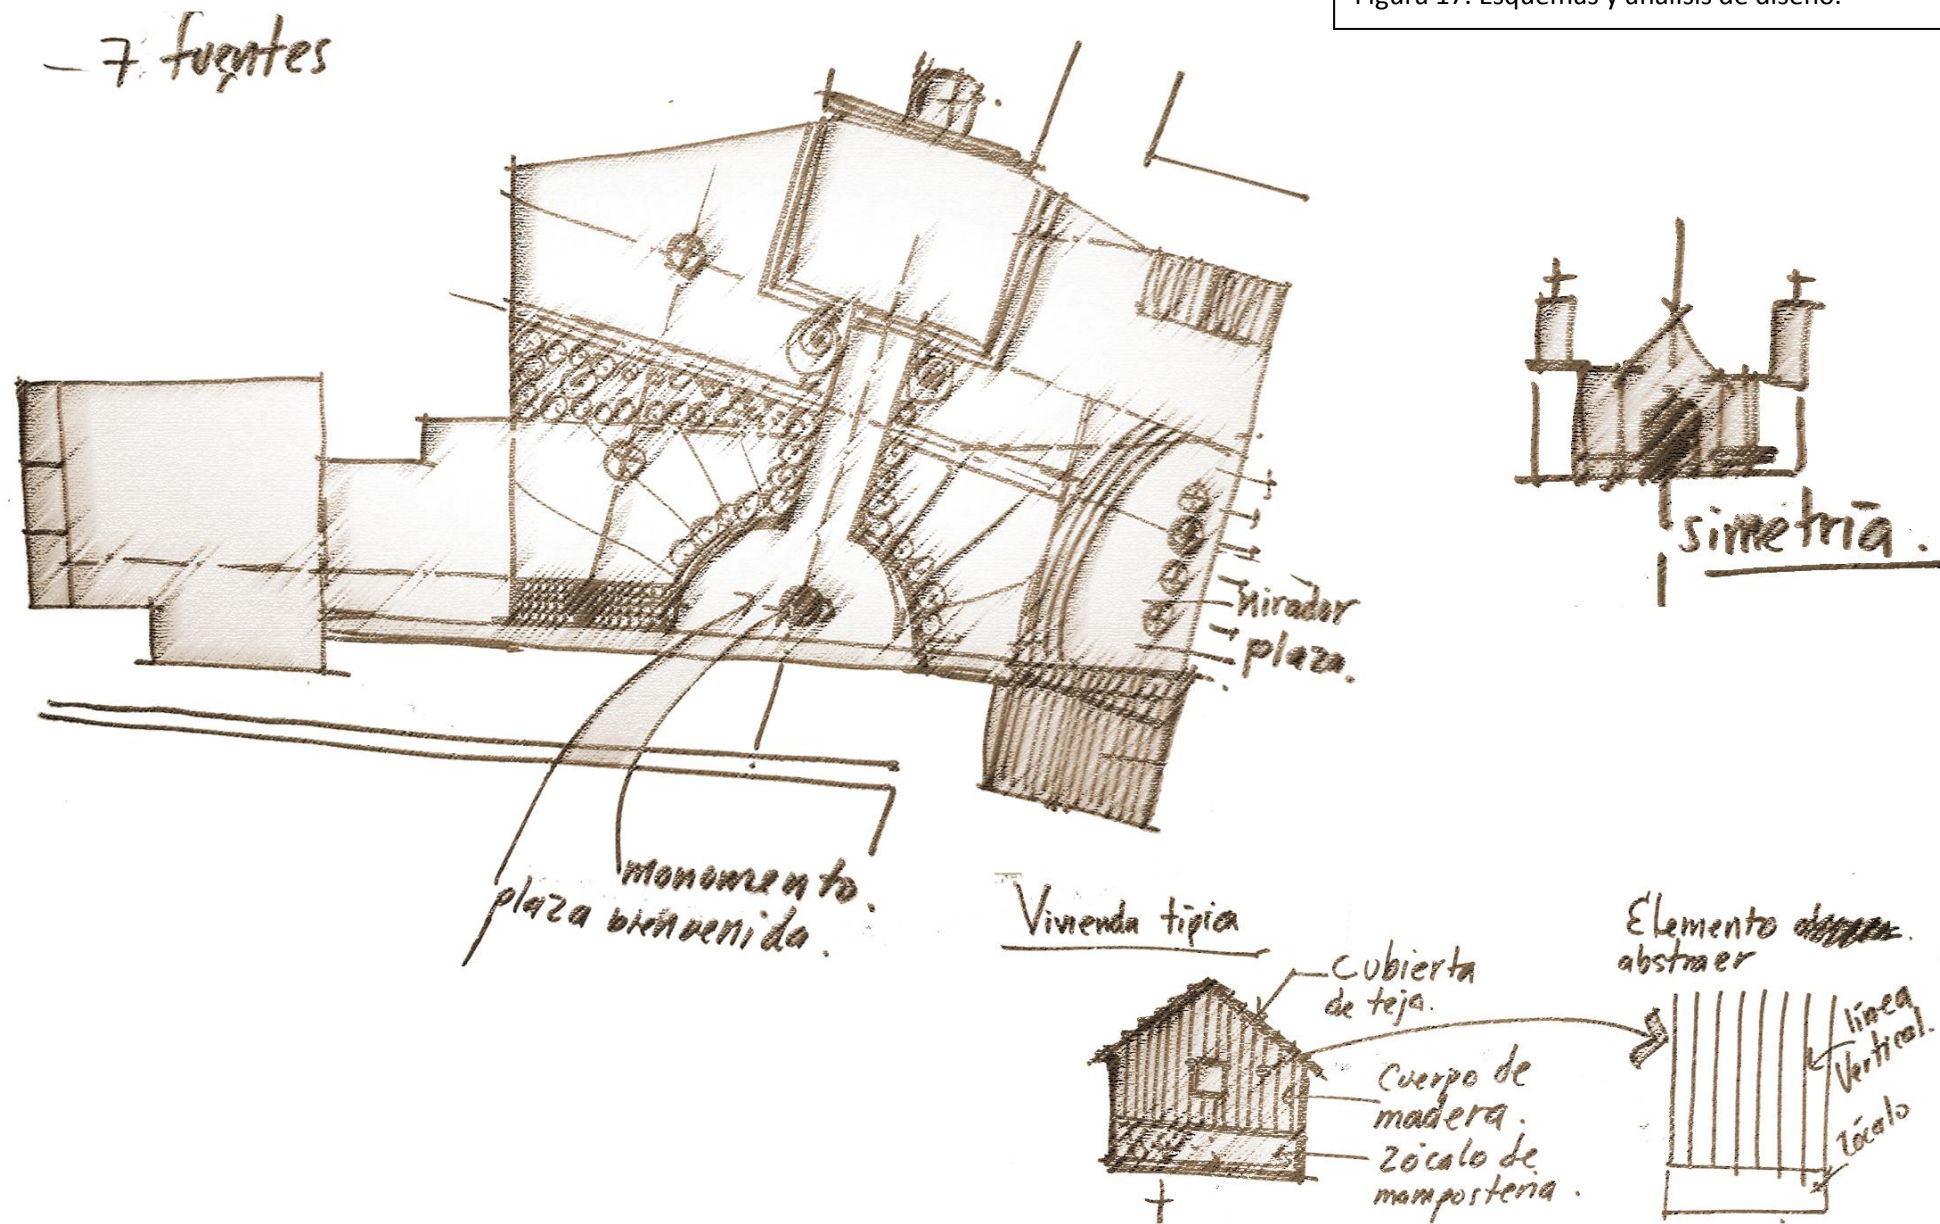 Figura 17. Esquemas y análisis de diseño.
- 7 fuentes
simetría.
mirador
plaza.
monomento.
plaza bienvenida.
Vivienda típica
Cubierta
de teja.
Cuerpo de
madera.
Zócalo de
mampostería.
Elemento
abstraer
línea
Vertical.
zócalo